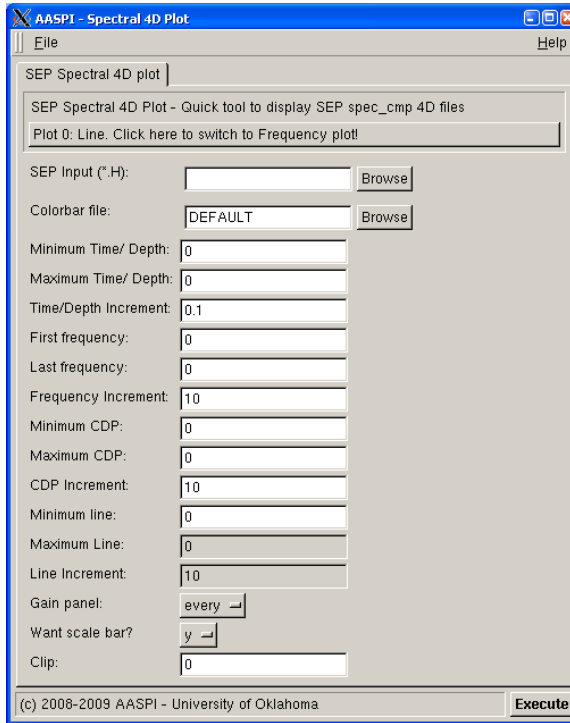 AASPI - Spectral 4D Plot
File Help
SEP Spectral 4D plot
SEP Spectral 4D Plot - Quick tool to display SEP spec_cmp 4D files
Plot 0: Line. Click here to switch to Frequency plot!
SEP Input (*.H): Browse
Colorbar file: DEFAULT Browse
Minimum Time/ Depth: 0
Maximum Time/ Depth: 0
Time/Depth Increment: 0.1
First frequency: 0
Last frequency: 0
Frequency Increment: 10
Minimum CDP: 0
Maximum CDP: 0
CDP Increment: 10
Minimum line: 0
Maximum Line: 0
Line Increment: 10
Gain panel: every
Want scale bar? y
Clip: 0
(c) 2008-2009 AASPI - University of Oklahoma Execute